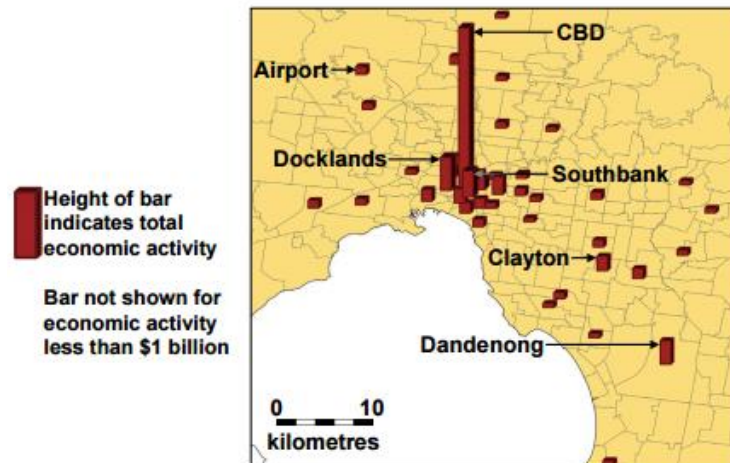 CBD
Airport
Docklands
Southbank
Height of bar
indicates total
economic activity
Clayton
Bar not shown for
economic activity
less than $1 billion
Dandenong
0 10
kilometres